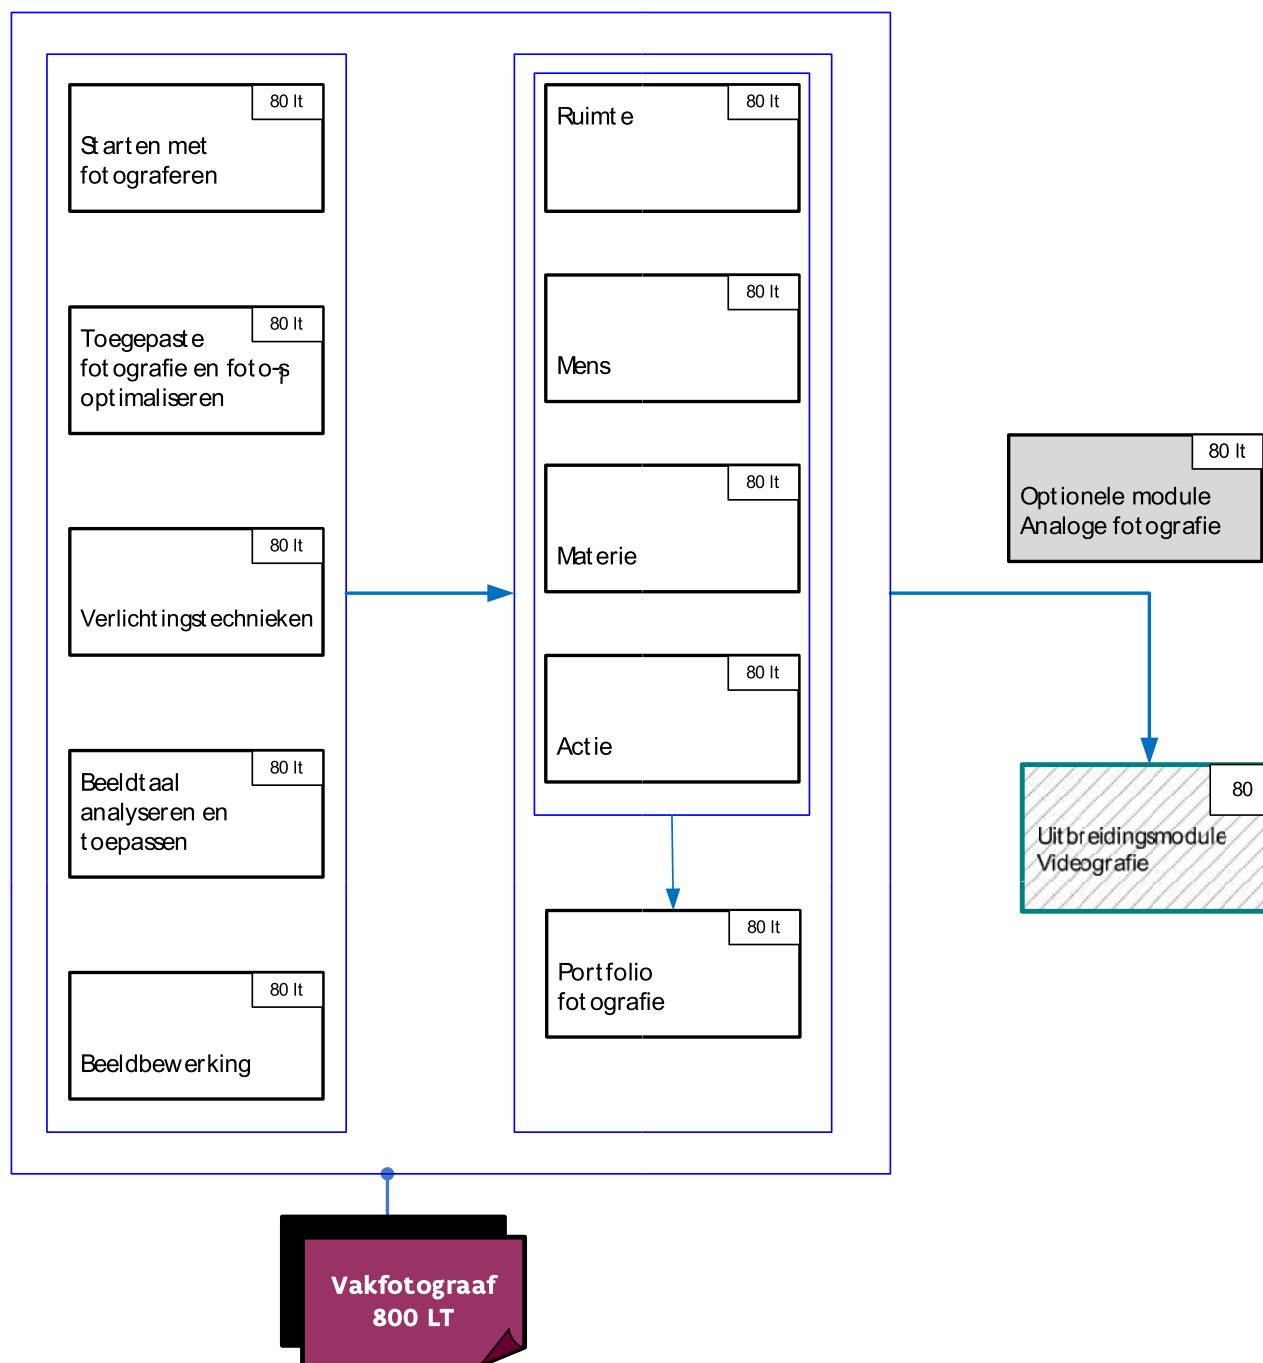 80 lt
Starten met
fotograferen
80 lt
Toegepaste
fotografie en foto-s
optimaliseren
80 lt
Verlichtingstechnieken
80 lt
Beeldtaal
analyseren en
toepassen
80 lt
Beeldbewerking
80 lt
Ruimte
80 lt
Mens
80 lt
Materie
80 lt
Actie
80 lt
Portfolio
fotografie
80 lt
Optionele module
Analoge fotografie
80
Uitbreidingsmodule
Videografie
Vakfotograaf
800 LT